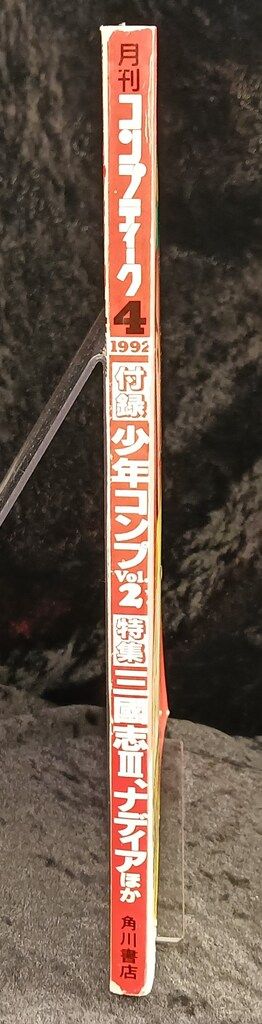 月刊
コンプティーク
4
1992
付録
少年コンプ
Vol.2
特集
三國志III、ナディアほか
角川書店